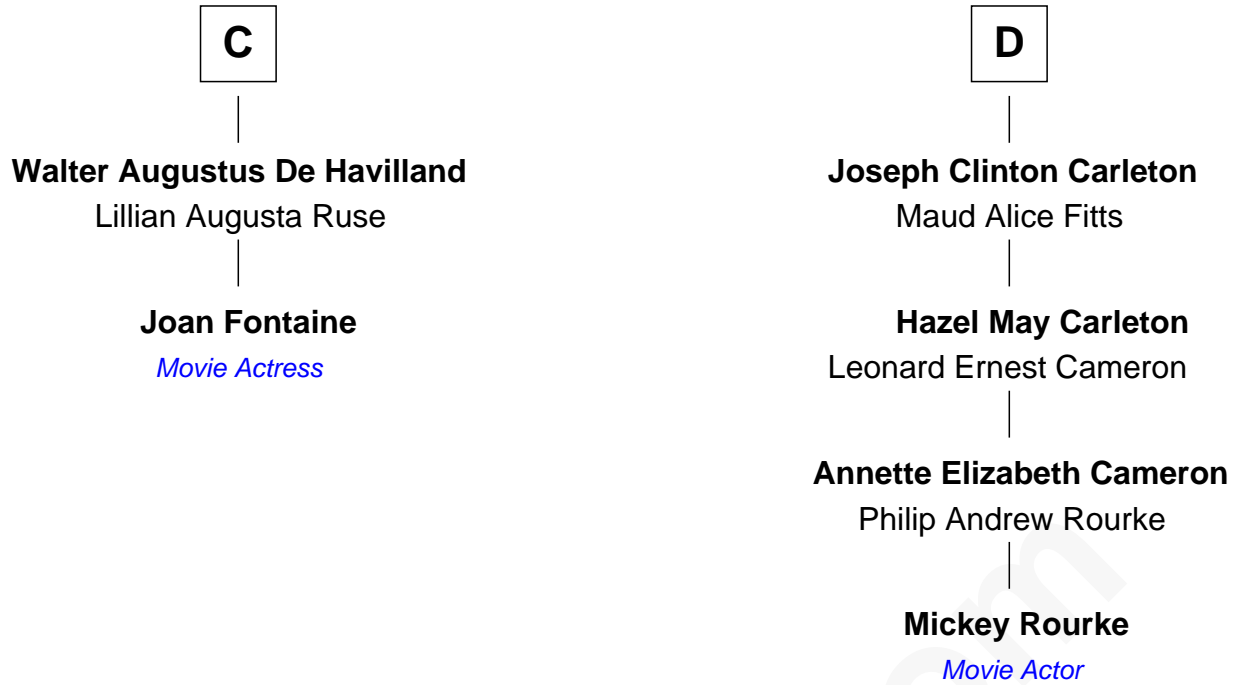 C
Walter Augustus De Havilland
Lillian Augusta Ruse
Joan Fontaine
Movie Actress
D
Joseph Clinton Carleton
Maud Alice Fitts
Hazel May Carleton
Leonard Ernest Cameron
Annette Elizabeth Cameron
Philip Andrew Rourke
Mickey Rourke
Movie Actor